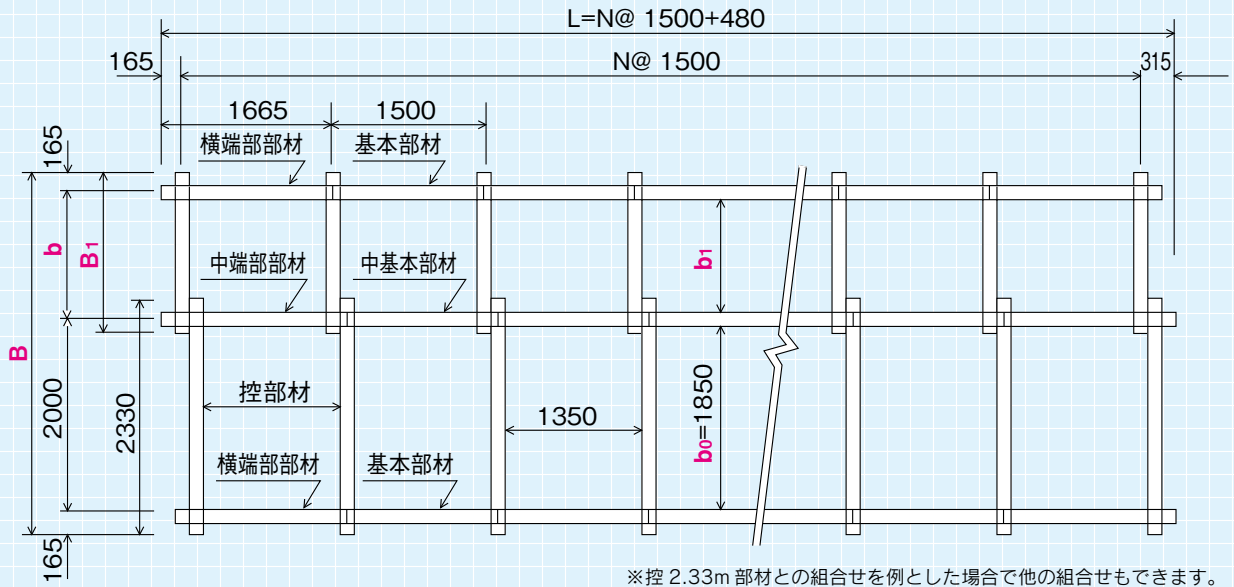 L=N@ 1500+480
165
N@ 1500
315
1665
1500
165
横端部部材
基本部材
b
B1
b1
中端部部材
中基本部材
B
2000
2330
控部材
1350
b0=1850
横端部部材
基本部材
165
※控 2.33m 部材との組合せを例とした場合で他の組合せもできます。